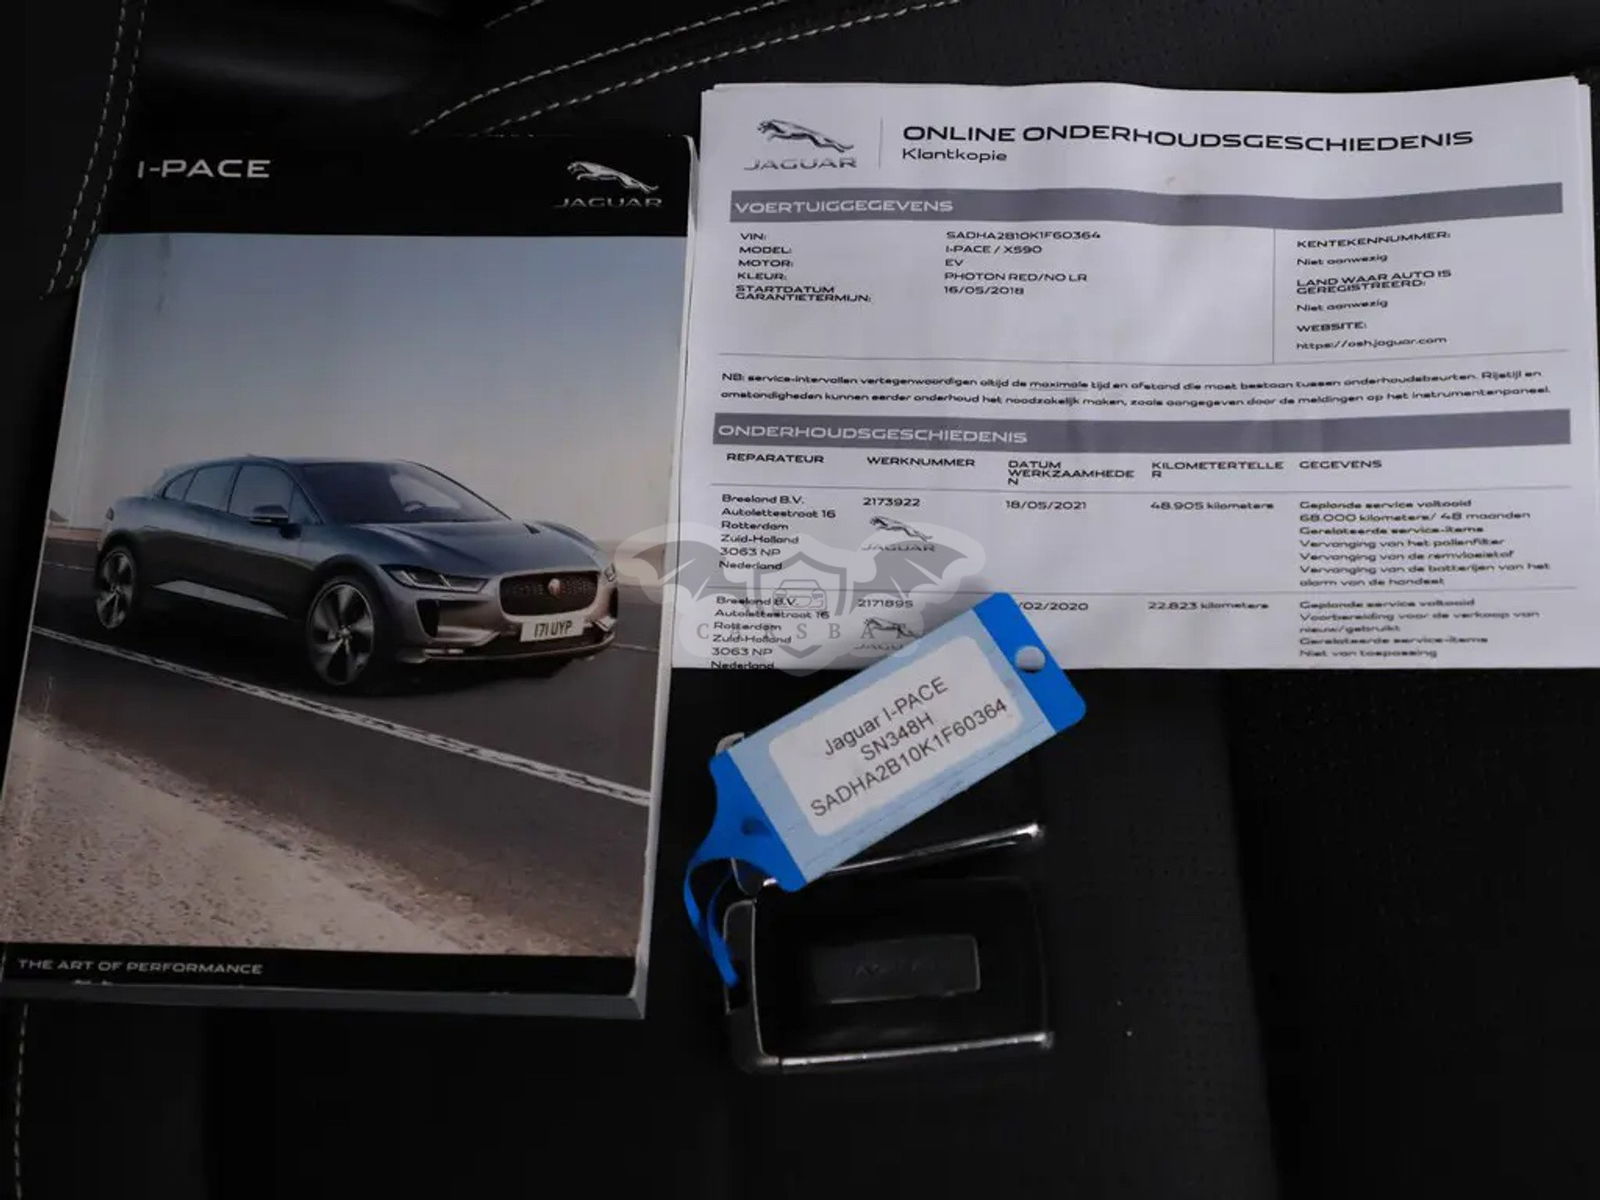 I-PACE
JAGUAR
171 UYP
THE ART OF PERFORMANCE
JAGUAR
ONLINE ONDERHOUDSGESCHIEDENIS
Klantkopie
VOERTUIGGEGEVENS
VIN: SADHA2B10K1F60364
MODEL: I-PACE / X590
MOTOR: EV
KLEUR: PHOTON RED/NO LR
STARTDATUM 16/05/2018
GARANTIETERMIJN:
KENTEKENNUMMER:
Niet aanwezig
LAND WAAR AUTO IS
GEREGISTREERD:
Niet aanwezig
WEBSITE:
https://osh.jaguar.com
NB: service-intervallen vertegenwoordigen altijd de maximale tijd en afstand die moet bestaan tussen onderhoudsbeurten. Rijstijl en
omstandigheden kunnen eerder onderhoud het noodzakelijk maken, zoals aangegeven door de meldingen op het instrumentenpaneel.
ONDERHOUDSGESCHIEDENIS
REPARATEUR WERKNUMMER DATUM WERKZAAMHEDEN KILOMETERTELLER GEGEVENS
Breeland B.V. 2173922 18/05/2021 48.905 kilometers Geplande service voltooid
Autolettestraat 16 68.000 kilometers/ 48 maanden
Rotterdam Gerelateerde service-items
Zuid-Holland Vervanging van het pollenfilter
3063 NP JAGUAR Vervanging van de remvloeistof
Nederland Vervanging van de batterijen van het
alarm van de handset
Breeland B.V. 2171895 /02/2020 22.823 kilometers Geplande service voltooid
Autolettestraat 16 Voorbereiding voor de verkoop van
Rotterdam nieuw/gebruikt
Zuid-Holland Gerelateerde service-items
3063 NP JAGUAR Niet van toepassing
Nederland
CARSBAT
Jaguar I-PACE
SN348H
SADHA2B10K1F60364